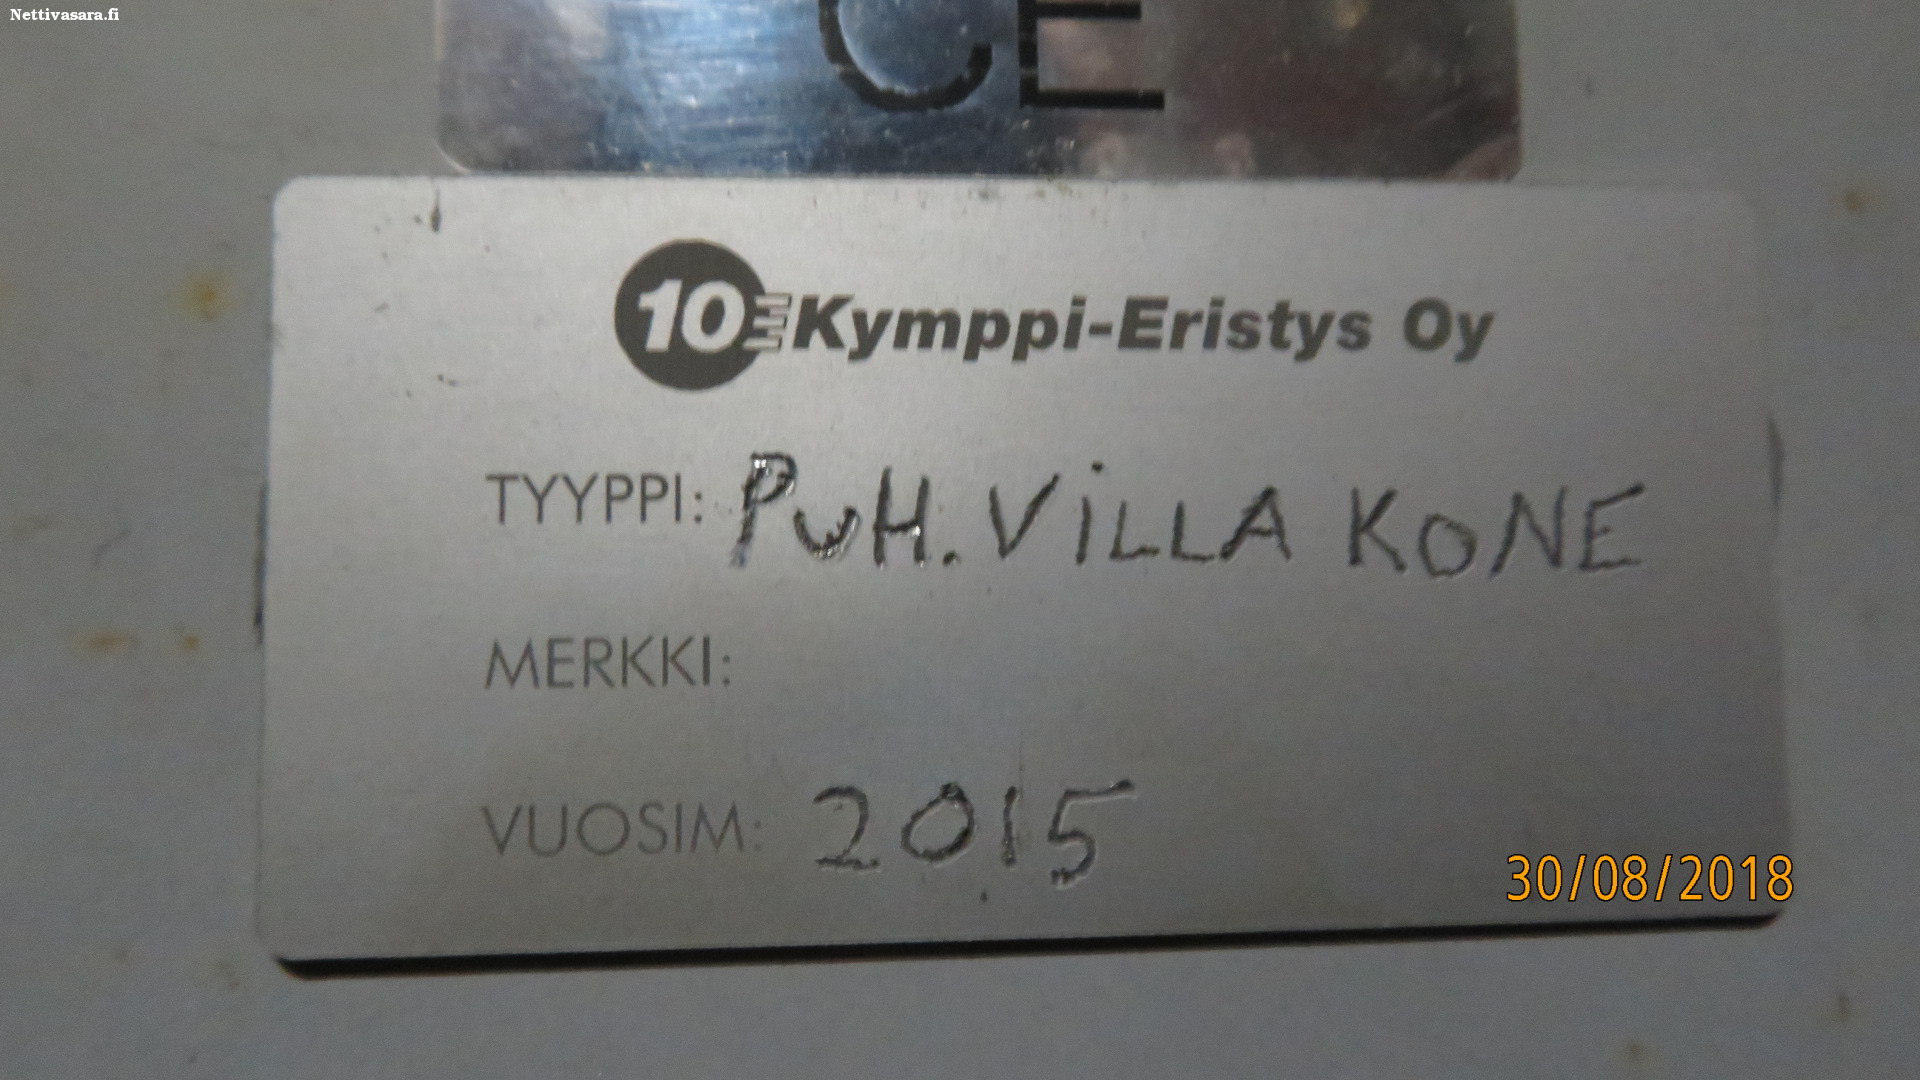 Nettivasara.fi
CE
10 Kymppi-Eristys Oy
TYYPPI: PUH. VILLA KONE
MERKKI:
VUOSIM: 2015
30/08/2018